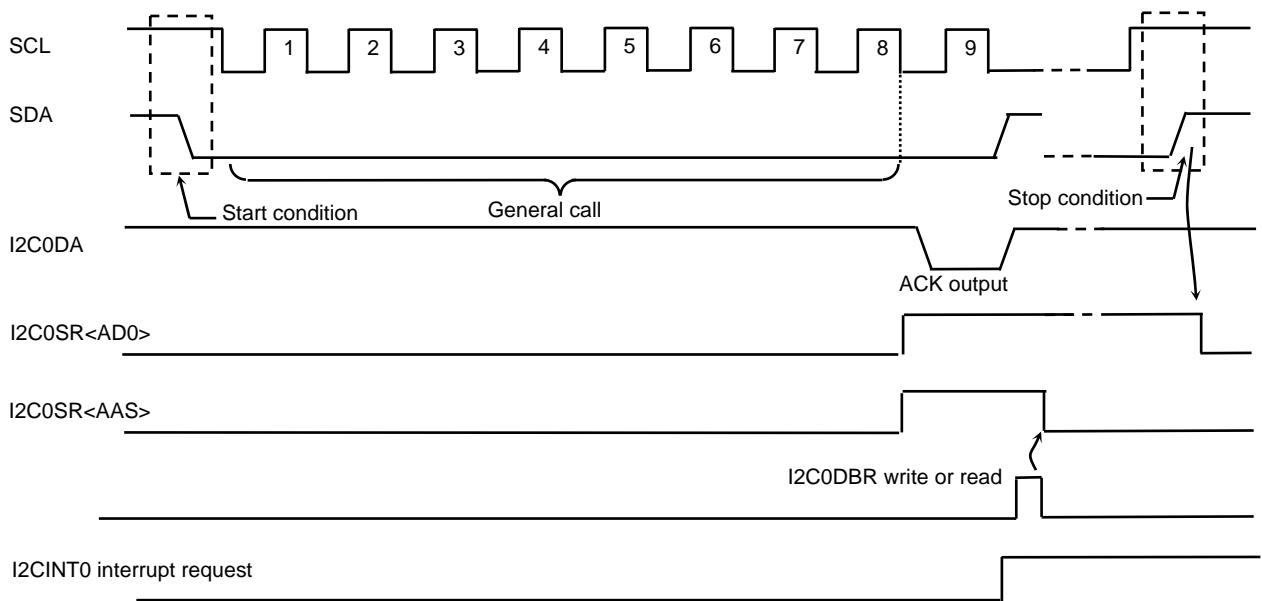 SCL
1 2 3 4 5 6 7 8 9
SDA
Start condition
General call
Stop condition
I2C0DA
ACK output
I2C0SR<AD0>
I2C0SR<AAS>
I2C0DBR write or read
I2CINT0 interrupt request